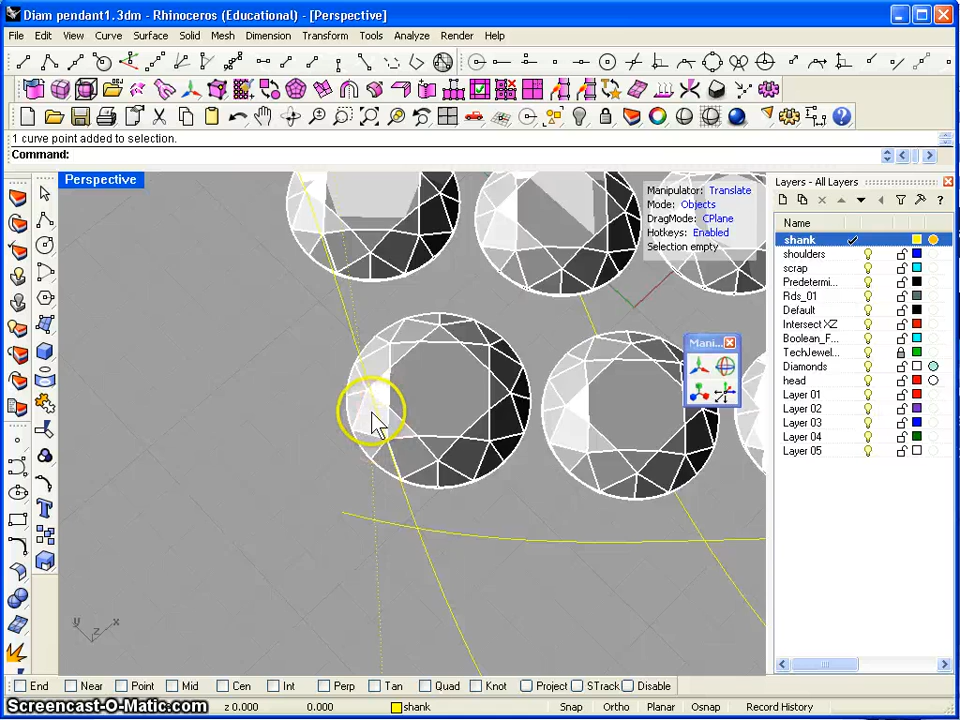 Diam pendant1.3dm - Rhinoceros (Educational) - [Perspective]
File Edit View Curve Surface Solid Mesh Dimension Transform Tools Analyze Render Help
1 curve point added to selection.
Command:
Perspective
Manipulator: Translate
Mode: Objects
DragMode: CPlane
Hotkeys: Enabled
Selection empty
Mani...
Layers - All Layers
Name
shank
shoulders
scrap
Predetermi...
Rds_01
Default
Intersect XZ
Boolean_F...
TechJewel...
Diamonds
head
Layer 01
Layer 02
Layer 03
Layer 04
Layer 05
y z x
End Near Point Mid Cen Int Perp Tan Quad Knot Project STrack Disable
Screencast-O-Matic.com z 0.000 0.000 shank Snap Ortho Planar Osnap Record History